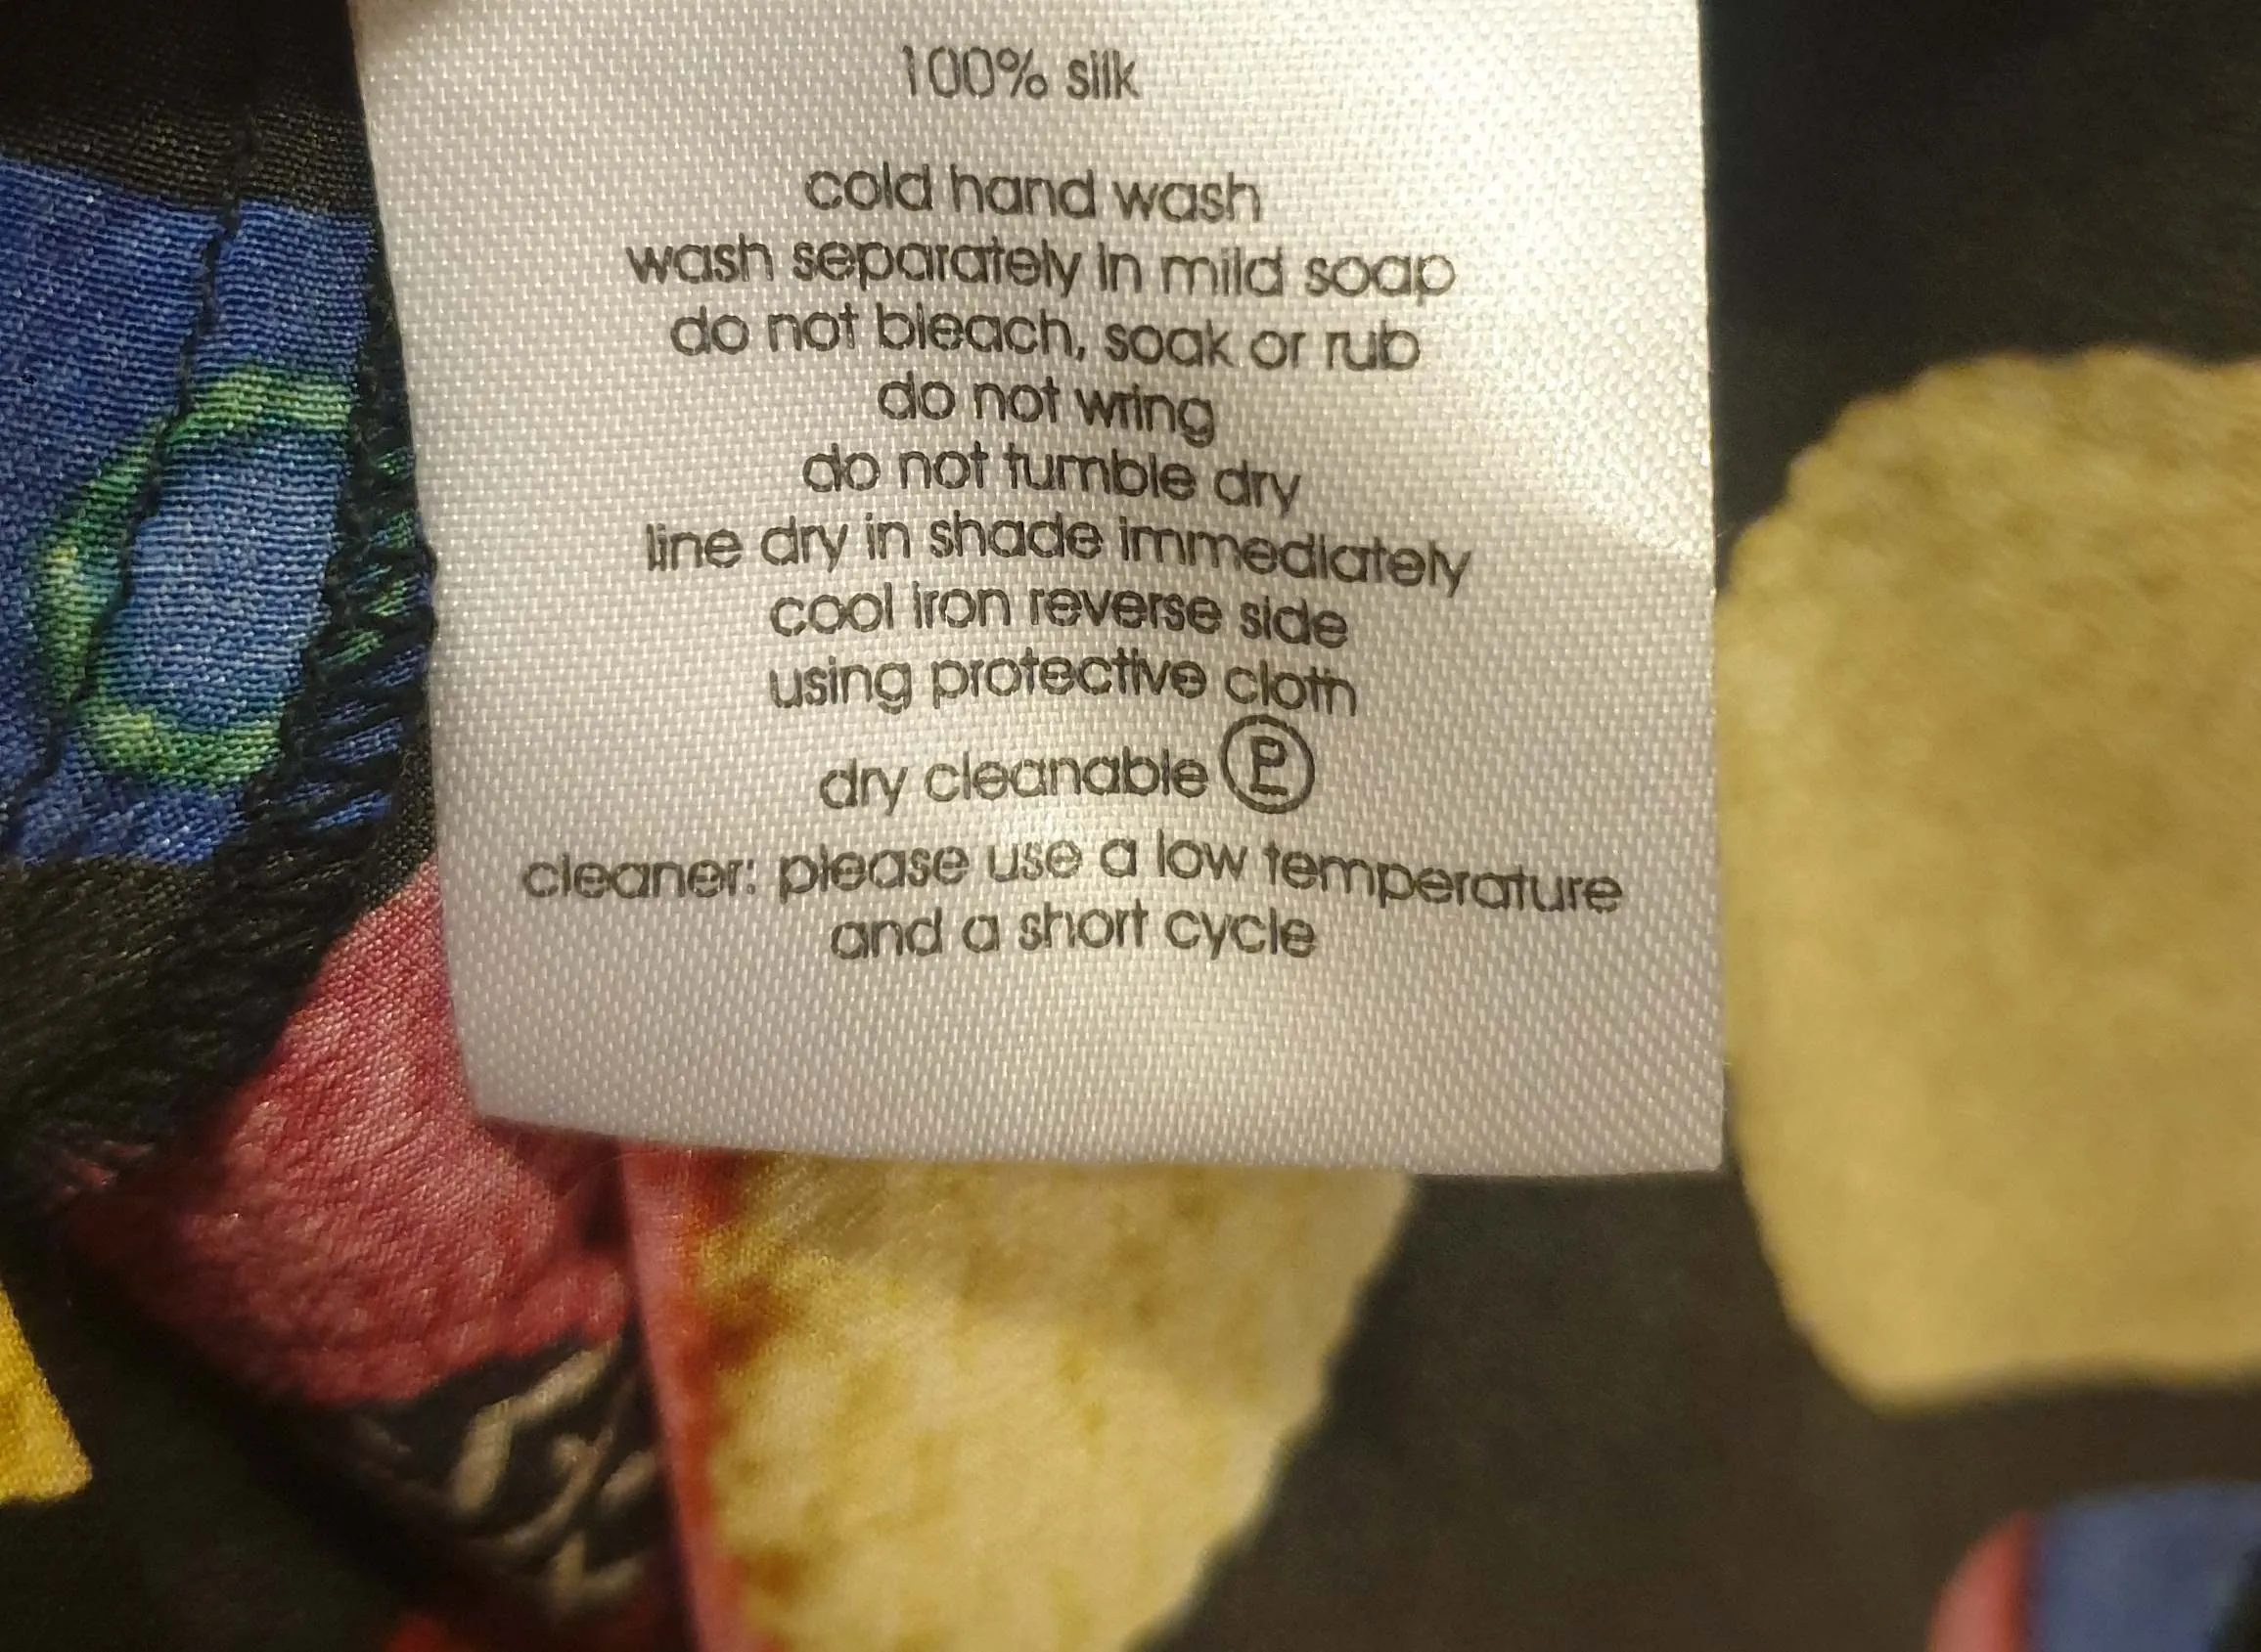 100% silk
cold hand wash
wash separately in mild soap
do not bleach, soak or rub
do not wring
do not tumble dry
line dry in shade immediately
cool iron reverse side
using protective cloth
dry cleanable P
cleaner: please use a low temperature
and a short cycle